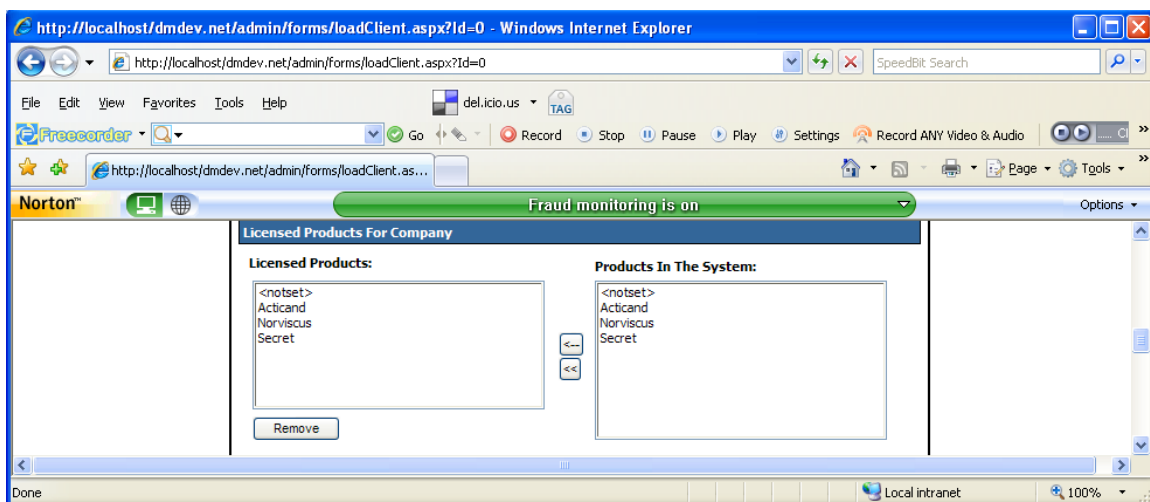 http://localhost/dmdev.net/admin/forms/loadClient.aspx?Id=0 - Windows Internet Explorer
http://localhost/dmdev.net/admin/forms/loadClient.aspx?Id=0 SpeedBit Search
File Edit View Favorites Tools Help del.icio.us TAG
Freecorder Go Record Stop Pause Play Settings Record ANY Video & Audio
http://localhost/dmdev.net/admin/forms/loadClient.as... Page Tools
Norton™ Fraud monitoring is on Options
Licensed Products For Company
Licensed Products: Products In The System:
<notset> <notset>
Acticand Acticand
Norviscus Norviscus
Secret Secret
<--
<<
Remove
Done Local intranet 100%